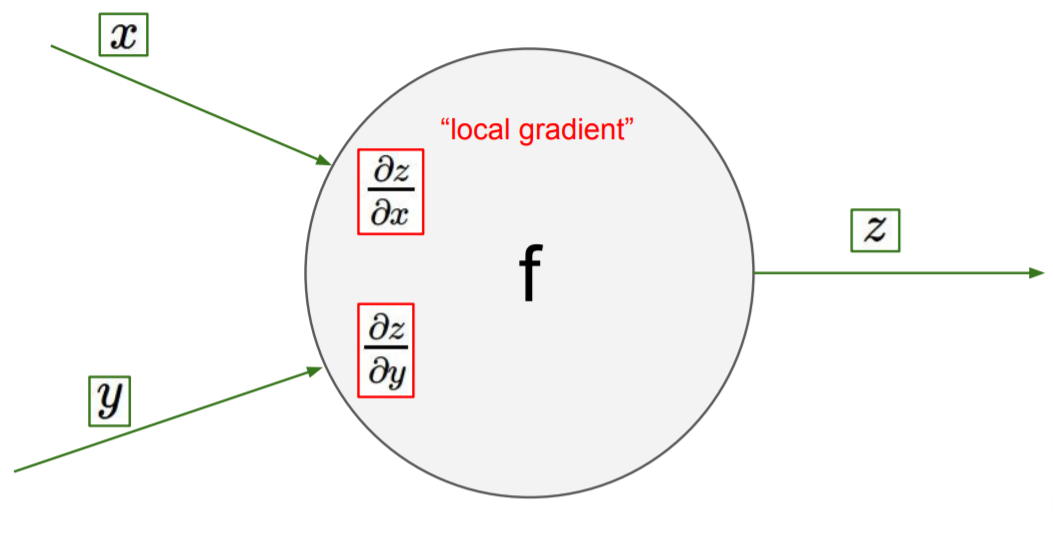 x
“local gradient”
∂z/∂x
z
f
∂z/∂y
y